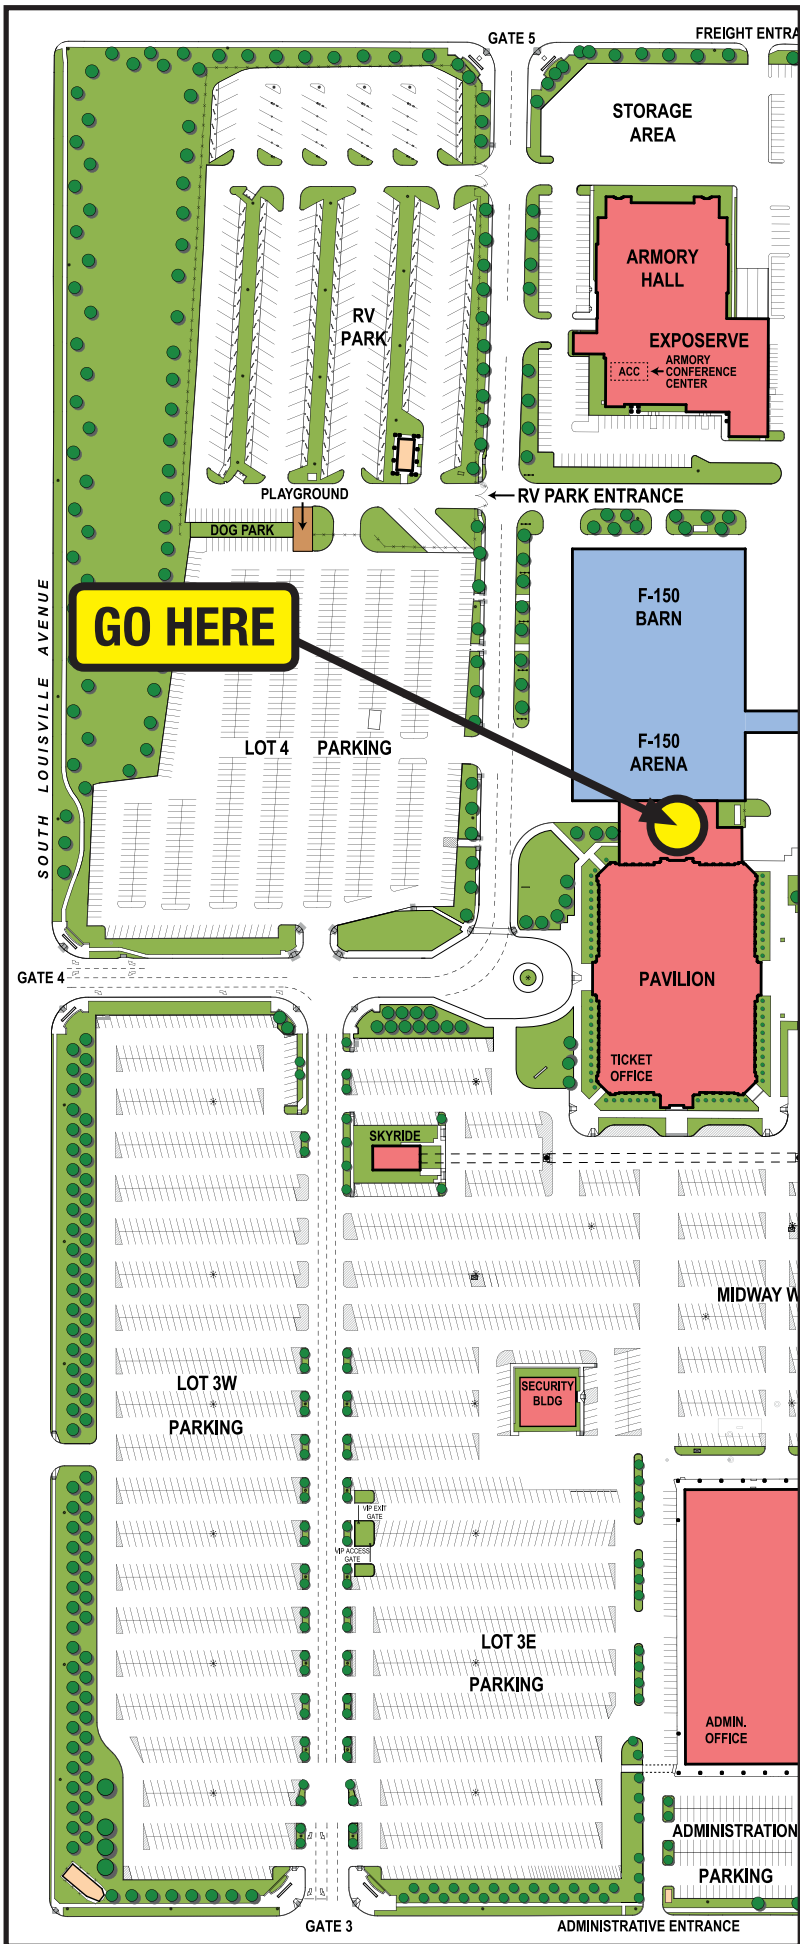 GATE 5
FREIGHT ENTRA
STORAGE
AREA
ARMORY
HALL
EXPOSERVE
ACC
ARMORY
CONFERENCE
CENTER
RV
PARK
PLAYGROUND
RV PARK ENTRANCE
DOG PARK
SOUTH LOUISVILLE AVENUE
GO HERE
F-150
BARN
F-150
ARENA
LOT 4 PARKING
GATE 4
PAVILION
TICKET
OFFICE
SKYRIDE
MIDWAY W
LOT 3W
PARKING
SECURITY
BLDG
VIP EXIT
GATE
VIP ACCESS
GATE
LOT 3E
PARKING
ADMIN.
OFFICE
ADMINISTRATION
PARKING
GATE 3
ADMINISTRATIVE ENTRANCE